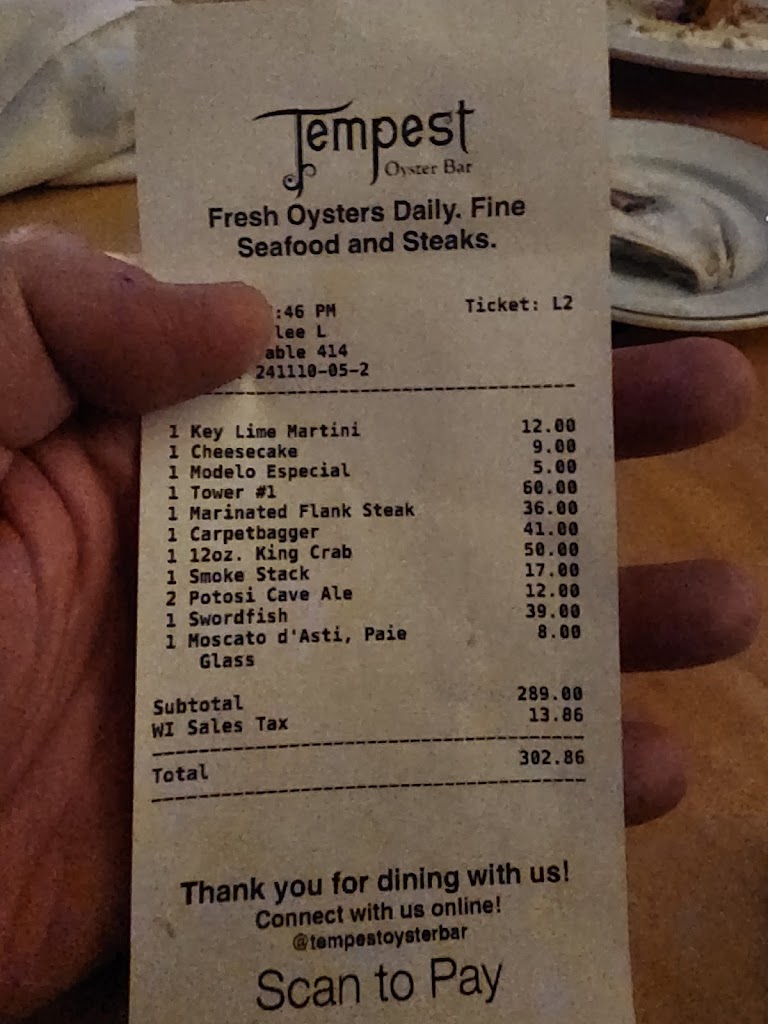 Tempest
Oyster Bar
Fresh Oysters Daily. Fine
Seafood and Steaks.
:46 PM Ticket: L2
lee L
able 414
241110-05-2
1 Key Lime Martini 12.00
1 Cheesecake 9.00
1 Modelo Especial 5.00
1 Tower #1 60.00
1 Marinated Flank Steak 36.00
1 Carpetbagger 41.00
1 12oz. King Crab 50.00
1 Smoke Stack 17.00
2 Potosi Cave Ale 12.00
1 Swordfish 39.00
1 Moscato d'Asti, Paie 8.00
Glass
Subtotal 289.00
WI Sales Tax 13.86
Total 302.86
Thank you for dining with us!
Connect with us online!
@tempestoysterbar
Scan to Pay